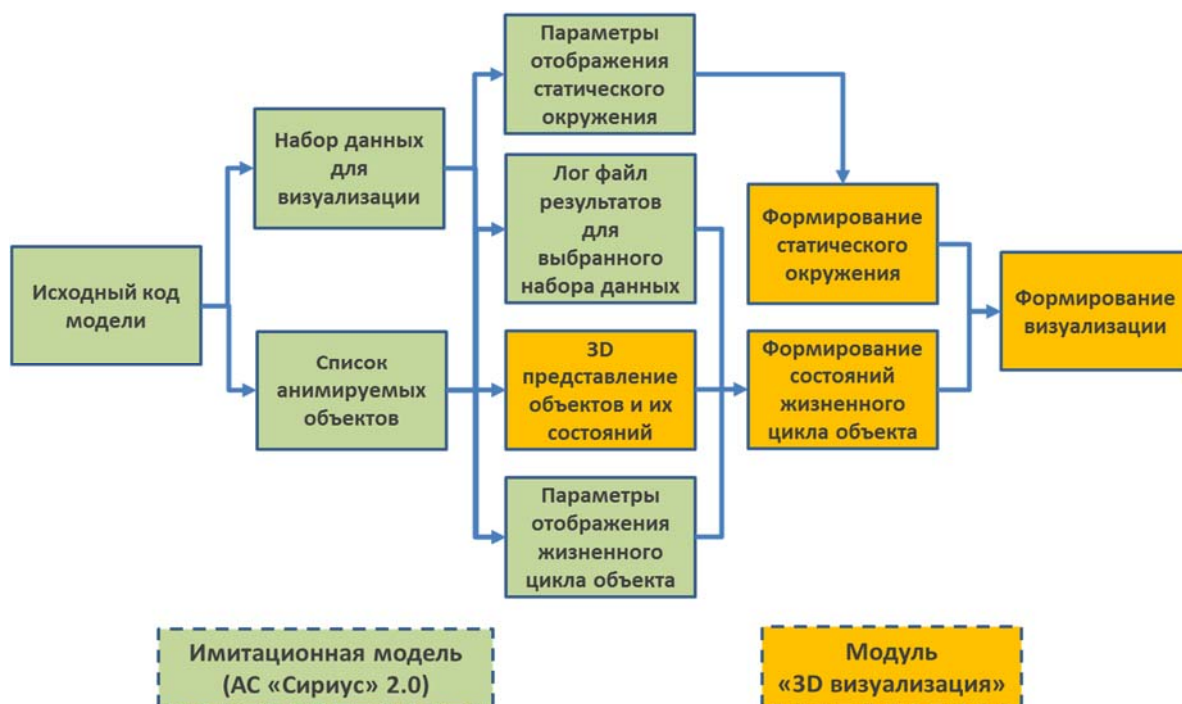 Исходный код
модели
Набор данных
для
визуализации
Список
анимируемых
объектов
Параметры
отображения
статического
окружения
Лог файл
результатов
для
выбранного
набора данных
3D
представление
объектов и их
состояний
Параметры
отображения
жизненного
цикла объекта
Формирование
статического
окружения
Формирование
состояний
жизненного
цикла объекта
Формирование
визуализации
Имитационная модель
(АС «Сириус» 2.0)
Модуль
«3D визуализация»